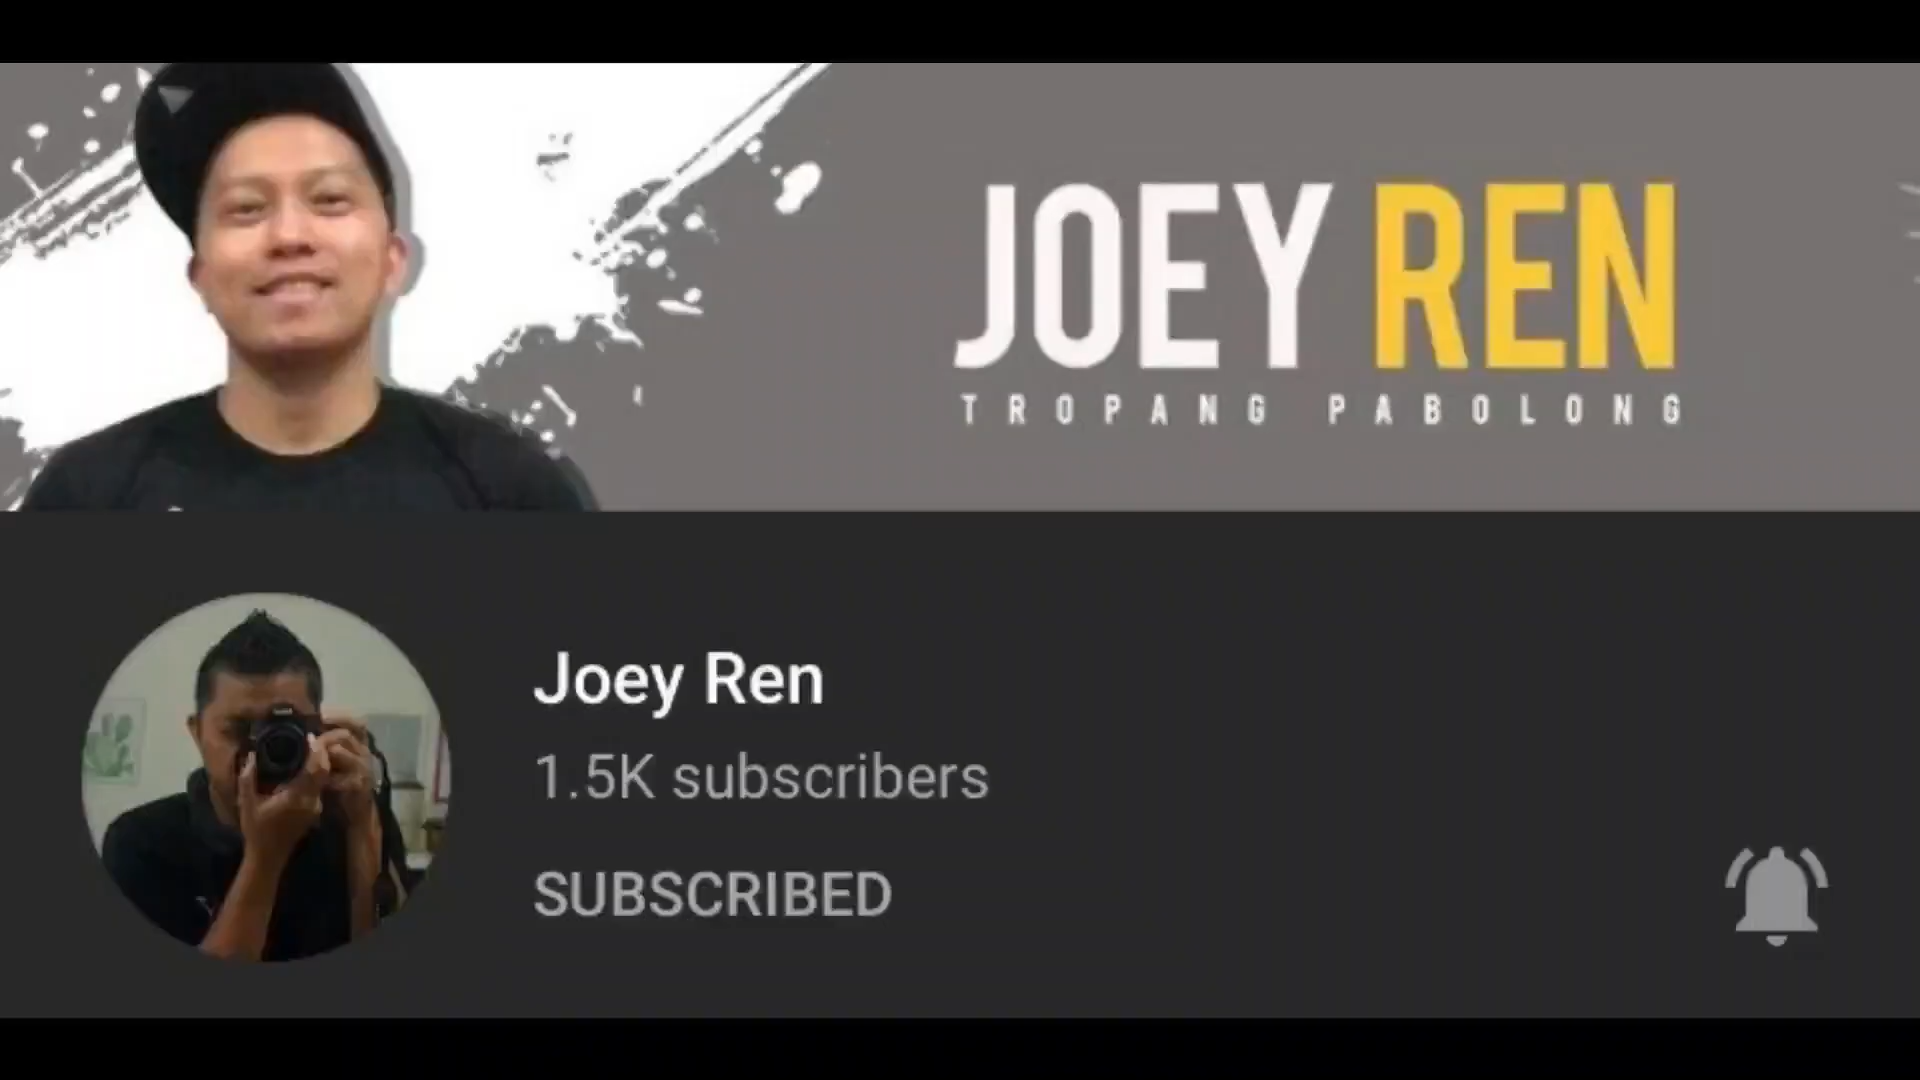 JOEY REN
TROPANG PABOLONG
Joey Ren
1.5K subscribers
SUBSCRIBED